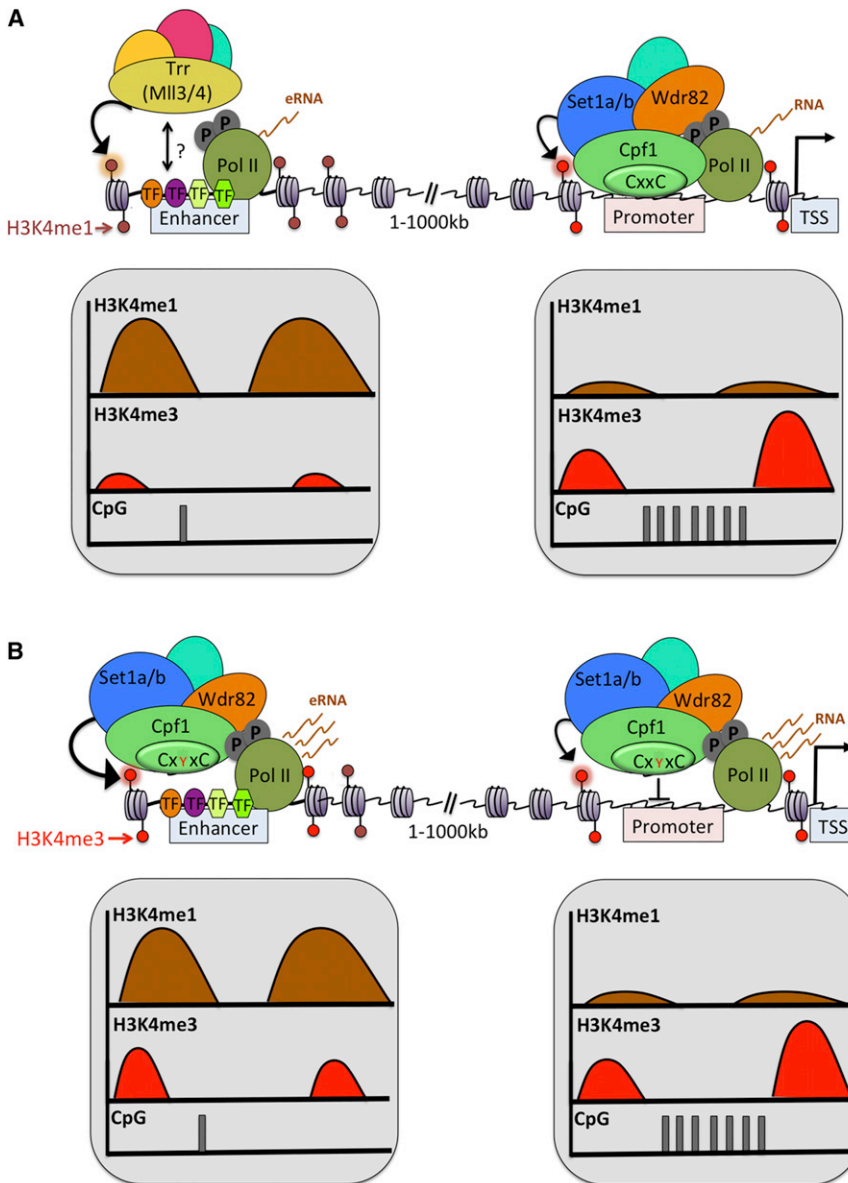 A
Trr
(Mll3/4)
eRNA
P P
?
Pol II
TF TF TF TF
Enhancer
H3K4me1
1-1000kb
Set1a/b
Wdr82
Cpf1
CxxC
P P
Pol II
RNA
Promoter
TSS
H3K4me1
H3K4me3
CpG
H3K4me1
H3K4me3
CpG
B
Set1a/b
Wdr82
Cpf1
CxYxC
P P
eRNA
Pol II
TF TF TF TF
Enhancer
H3K4me3
1-1000kb
Set1a/b
Wdr82
Cpf1
CxYxC
P P
RNA
Pol II
Promoter
TSS
H3K4me1
H3K4me3
CpG
H3K4me1
H3K4me3
CpG